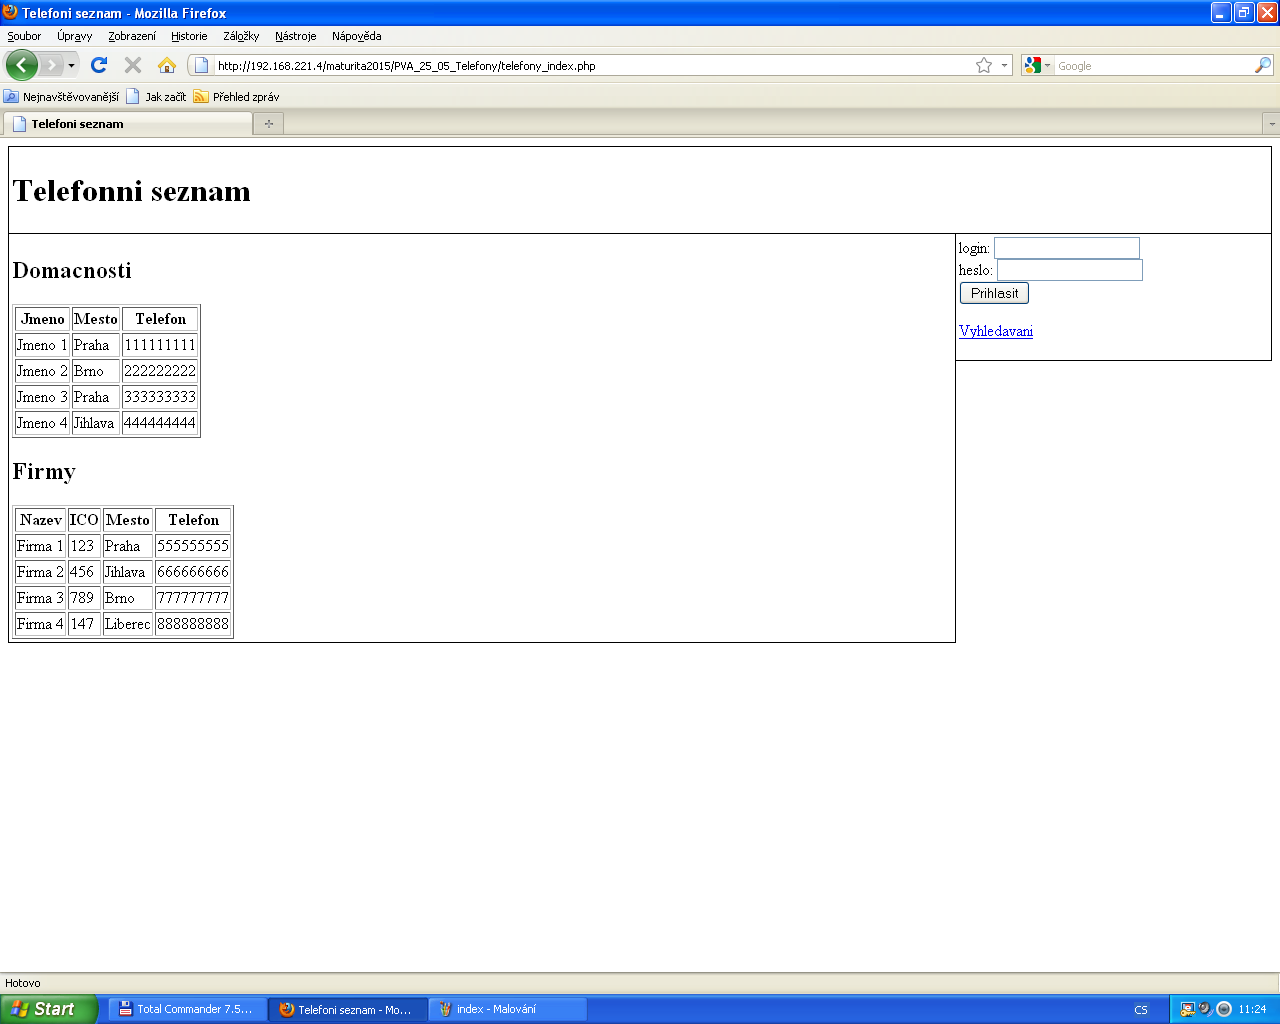 Telefoni seznam - Mozilla Firefox
Soubor Úpravy Zobrazení Historie Záložky Nástroje Nápověda
http://192.168.221.4/maturita2015/PVA_25_05_Telefony/telefony_index.php Google
Nejnavštěvovanější Jak začít Přehled zpráv
Telefoni seznam
Telefonni seznam
login:
heslo:
Prihlasit
Vyhledavani
Domacnosti
Jmeno Mesto Telefon
Jmeno 1 Praha 111111111
Jmeno 2 Brno 222222222
Jmeno 3 Praha 333333333
Jmeno 4 Jihlava 444444444
Firmy
Nazev ICO Mesto Telefon
Firma 1 123 Praha 555555555
Firma 2 456 Jihlava 666666666
Firma 3 789 Brno 777777777
Firma 4 147 Liberec 888888888
Hotovo
Start Total Commander 7.5... Telefoni seznam - Mo... index - Malování CS 11:24